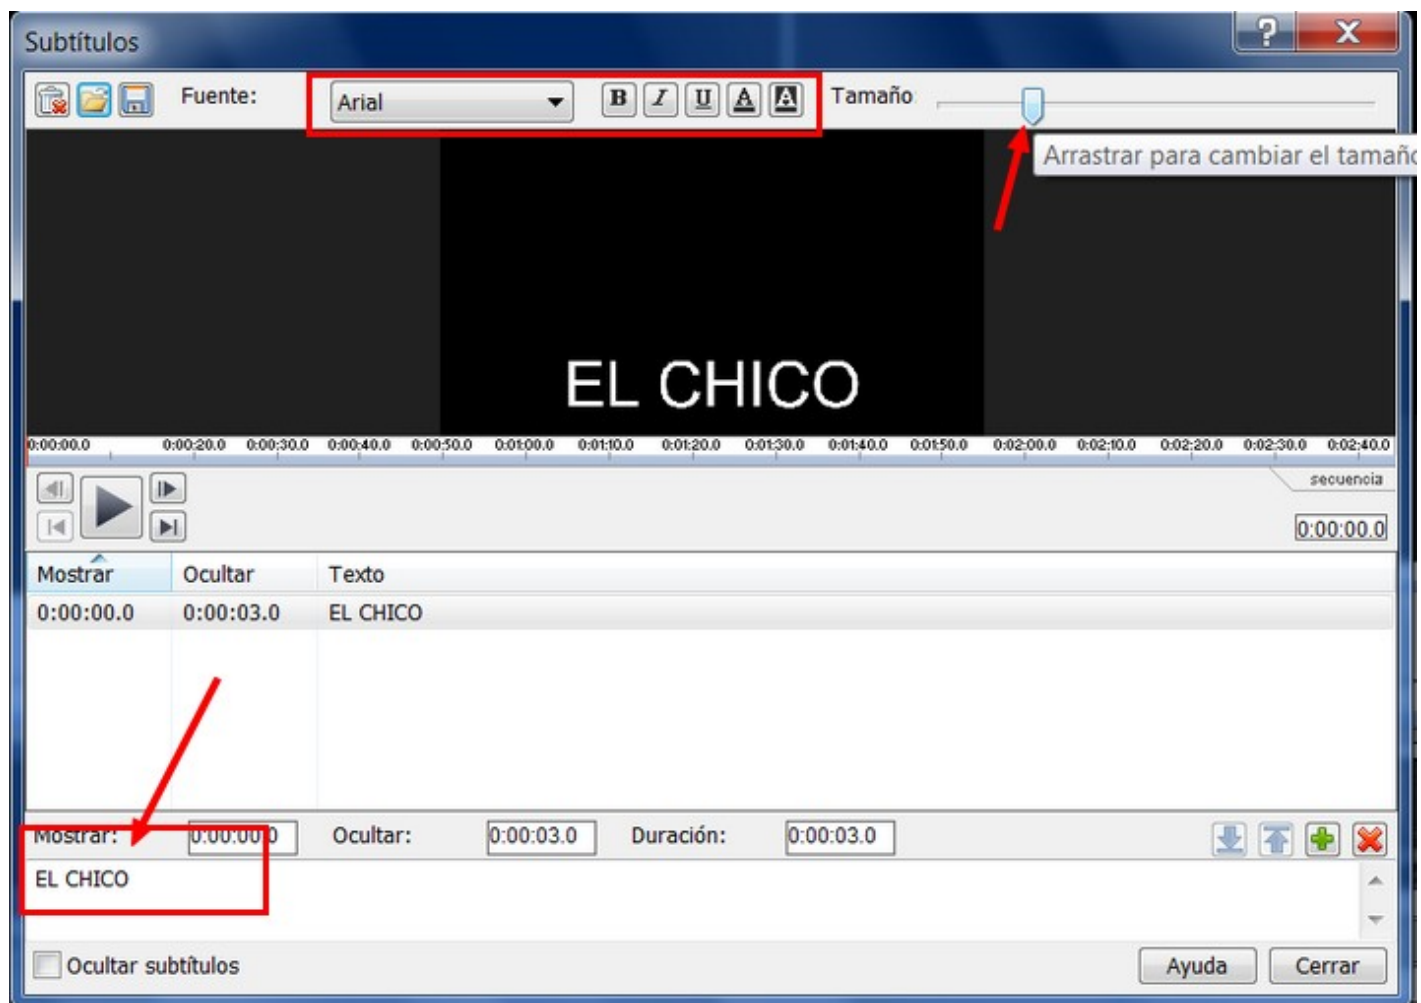 Subtítulos
Fuente: Arial B I U A A Tamaño
Arrastrar para cambiar el tamaño
EL CHICO
0:00:00.0 0:00:20.0 0:00:30.0 0:00:40.0 0:00:50.0 0:01:00.0 0:01:10.0 0:01:20.0 0:01:30.0 0:01:40.0 0:01:50.0 0:02:00.0 0:02:10.0 0:02:20.0 0:02:30.0 0:02:40.0
secuencia
0:00:00.0
Mostrar Ocultar Texto
0:00:00.0 0:00:03.0 EL CHICO
Mostrar: 0:00:00.0 Ocultar: 0:00:03.0 Duración: 0:00:03.0
EL CHICO
Ocultar subtítulos Ayuda Cerrar